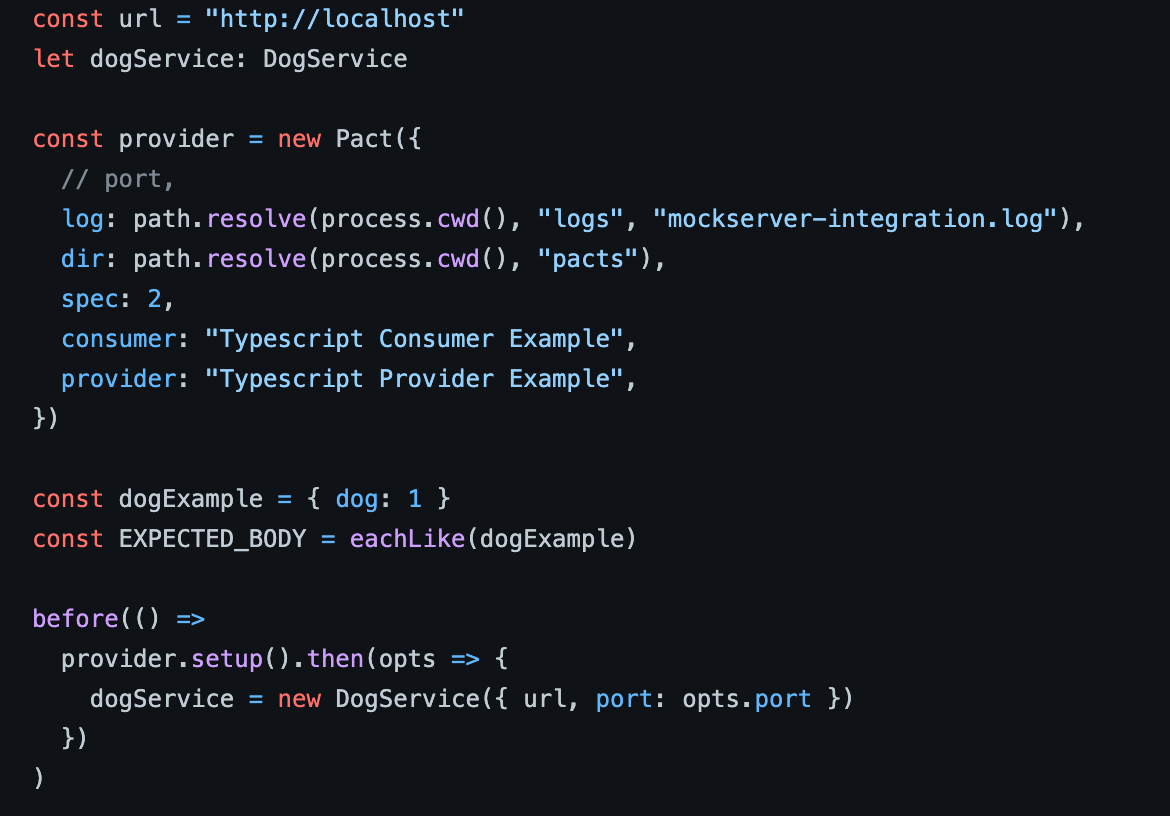 const url = "http://localhost"
let dogService: DogService

const provider = new Pact({
  // port,
  log: path.resolve(process.cwd(), "logs", "mockserver-integration.log"),
  dir: path.resolve(process.cwd(), "pacts"),
  spec: 2,
  consumer: "Typescript Consumer Example",
  provider: "Typescript Provider Example",
})

const dogExample = { dog: 1 }
const EXPECTED_BODY = eachLike(dogExample)

before(() =>
  provider.setup().then(opts => {
    dogService = new DogService({ url, port: opts.port })
  })
)